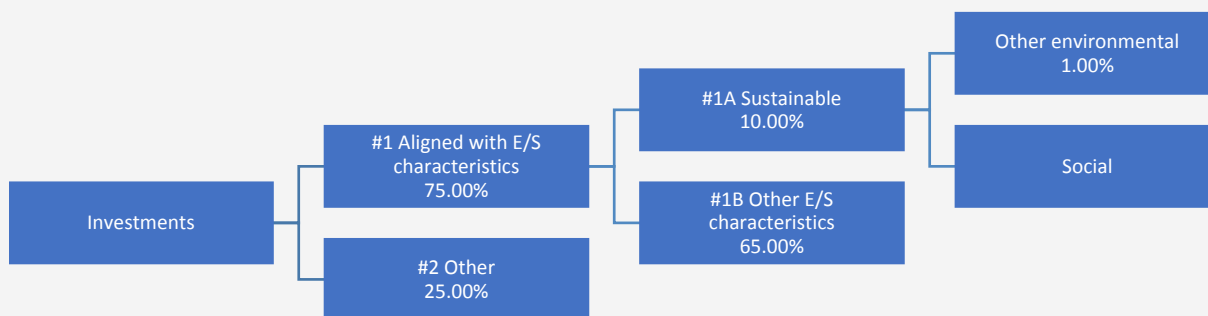 Investments
#1 Aligned with E/S
characteristics
75.00%
#2 Other
25.00%
#1A Sustainable
10.00%
#1B Other E/S
characteristics
65.00%
Other environmental
1.00%
Social